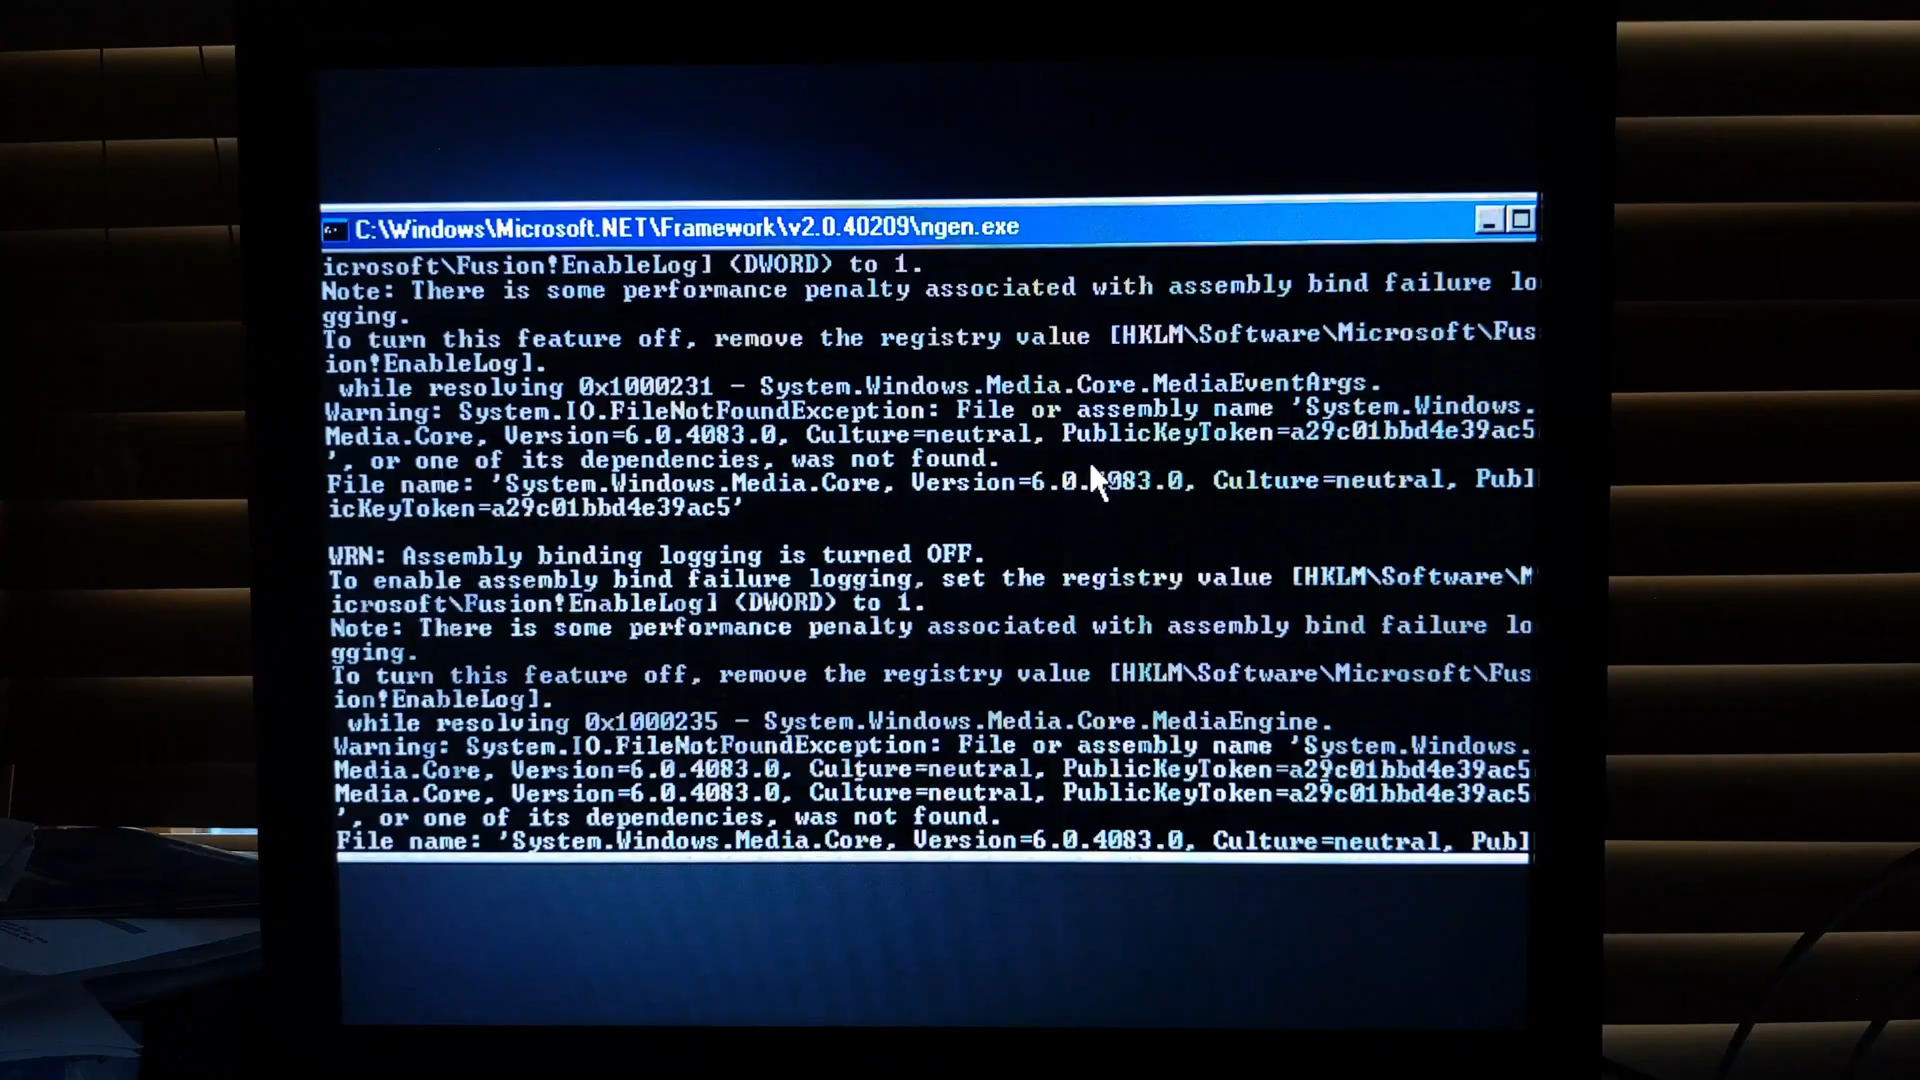 C:\Windows\Microsoft.NET\Framework\v2.0.40209\ngen.exe
icrosoft\Fusion!EnableLog] (DWORD) to 1.
Note: There is some performance penalty associated with assembly bind failure lo
gging.
To turn this feature off, remove the registry value [HKLM\Software\Microsoft\Fus
ion!EnableLog].
while resolving 0x1000231 - System.Windows.Media.Core.MediaEventArgs.
Warning: System.IO.FileNotFoundException: File or assembly name 'System.Windows.
Media.Core, Version=6.0.4083.0, Culture=neutral, PublicKeyToken=a29c01bbd4e39ac5
', or one of its dependencies, was not found.
File name: 'System.Windows.Media.Core, Version=6.0.4083.0, Culture=neutral, Publ
icKeyToken=a29c01bbd4e39ac5'
WRN: Assembly binding logging is turned OFF.
To enable assembly bind failure logging, set the registry value [HKLM\Software\M
icrosoft\Fusion!EnableLog] (DWORD) to 1.
Note: There is some performance penalty associated with assembly bind failure lo
gging.
To turn this feature off, remove the registry value [HKLM\Software\Microsoft\Fus
ion!EnableLog].
while resolving 0x1000235 - System.Windows.Media.Core.MediaEngine.
Warning: System.IO.FileNotFoundException: File or assembly name 'System.Windows.
Media.Core, Version=6.0.4083.0, Culture=neutral, PublicKeyToken=a29c01bbd4e39ac5
Media.Core, Version=6.0.4083.0, Culture=neutral, PublicKeyToken=a29c01bbd4e39ac5
', or one of its dependencies, was not found.
File name: 'System.Windows.Media.Core, Version=6.0.4083.0, Culture=neutral, Publ